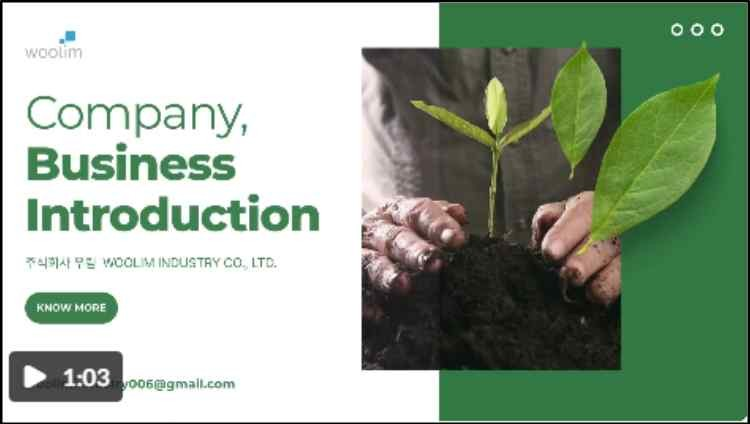 woolim
Company,
Business
Introduction
주식회사 우림 WOOLIM INDUSTRY CO., LTD.
KNOW MORE
1:03